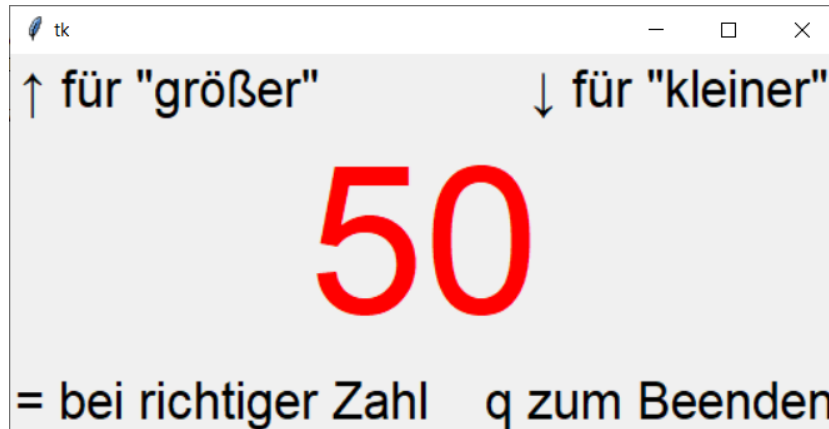 tk
↑ für "größer" ↓ für "kleiner"
50
= bei richtiger Zahl q zum Beenden